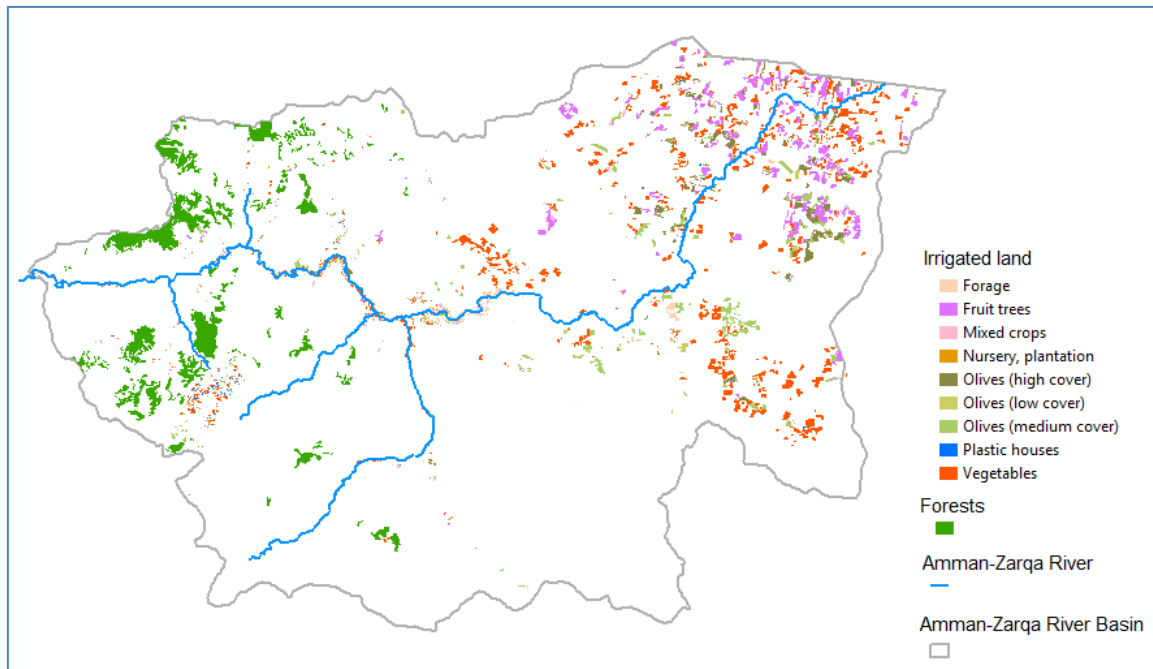 Irrigated land
Forage
Fruit trees
Mixed crops
Nursery, plantation
Olives (high cover)
Olives (low cover)
Olives (medium cover)
Plastic houses
Vegetables
Forests
Amman-Zarqa River
Amman-Zarqa River Basin